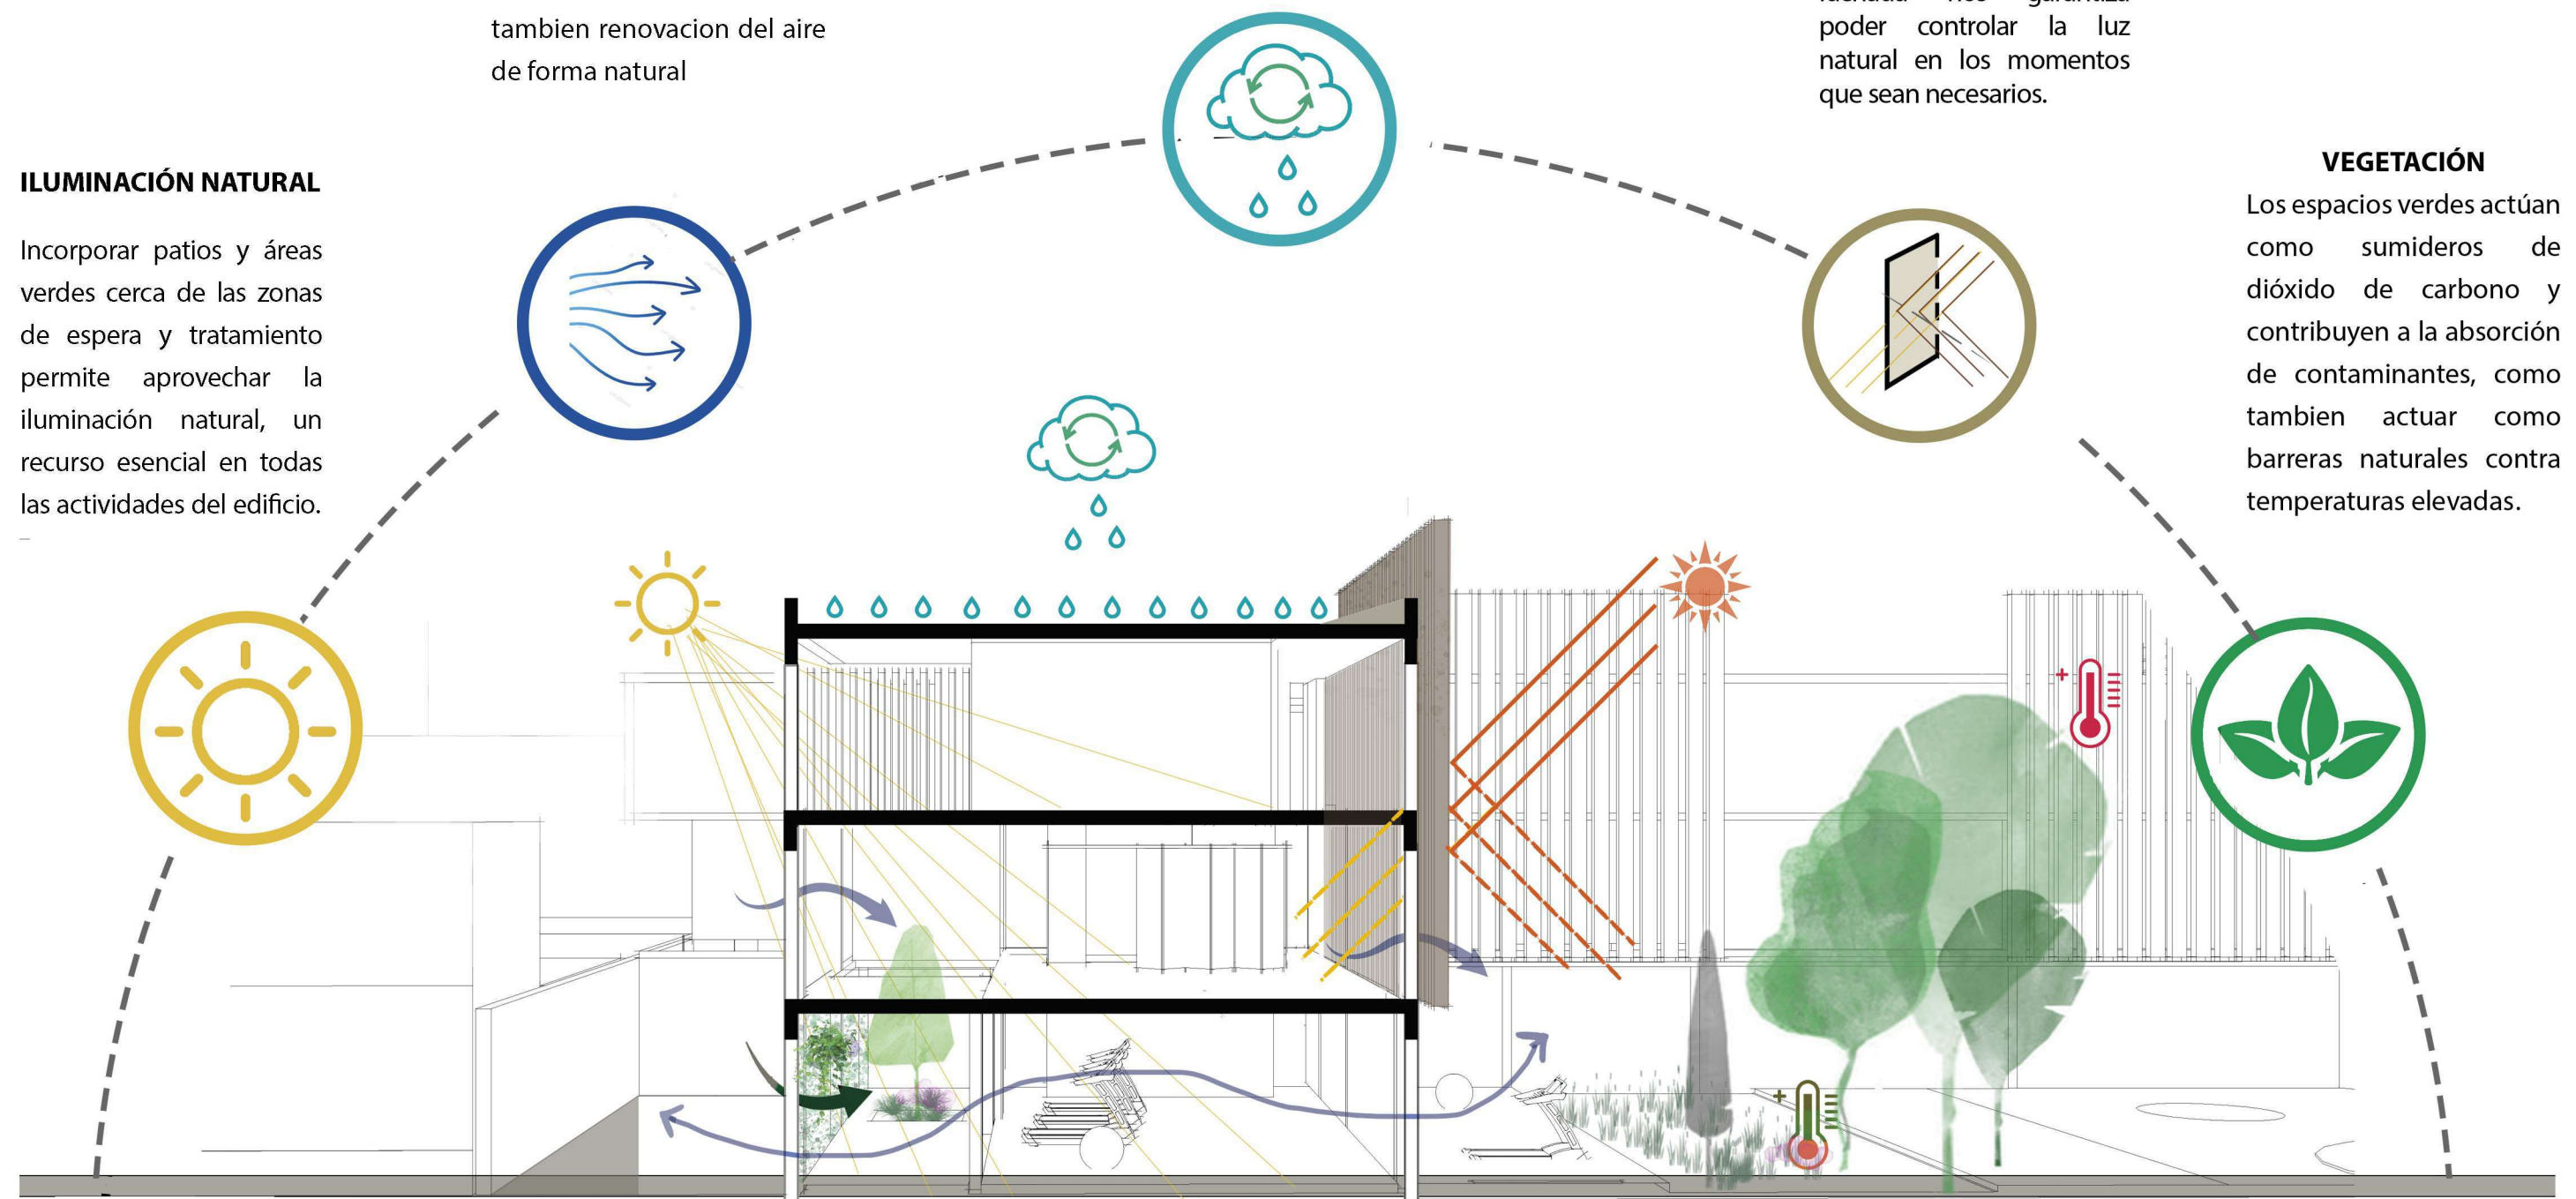 tambien renovacion del aire
de forma natural
poder controlar la luz
natural en los momentos
que sean necesarios.
ILUMINACIÓN NATURAL
Incorporar patios y áreas
verdes cerca de las zonas
de espera y tratamiento
permite aprovechar la
iluminación natural, un
recurso esencial en todas
las actividades del edificio.
VEGETACIÓN
Los espacios verdes actúan
como sumideros de
dióxido de carbono y
contribuyen a la absorción
de contaminantes, como
tambien actuar como
barreras naturales contra
temperaturas elevadas.